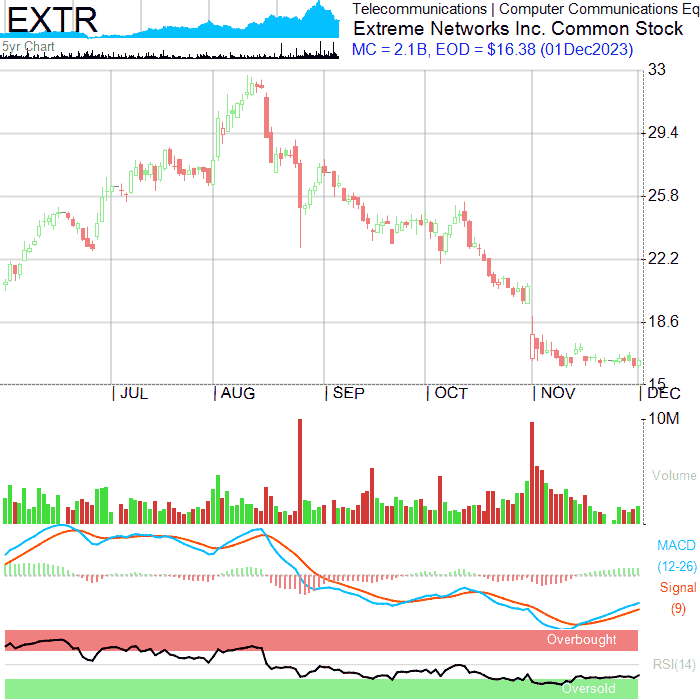 EXTR
5yr Chart
Telecommunications | Computer Communications Eq
Extreme Networks Inc. Common Stock
MC = 2.1B, EOD = $16.38 (01Dec2023)
33
29.4
25.8
22.2
18.6
15
| JUL | AUG | SEP | OCT | NOV | DEC
10M
Volume
MACD
(12-26)
Signal
(9)
Overbought
RSI(14)
Oversold